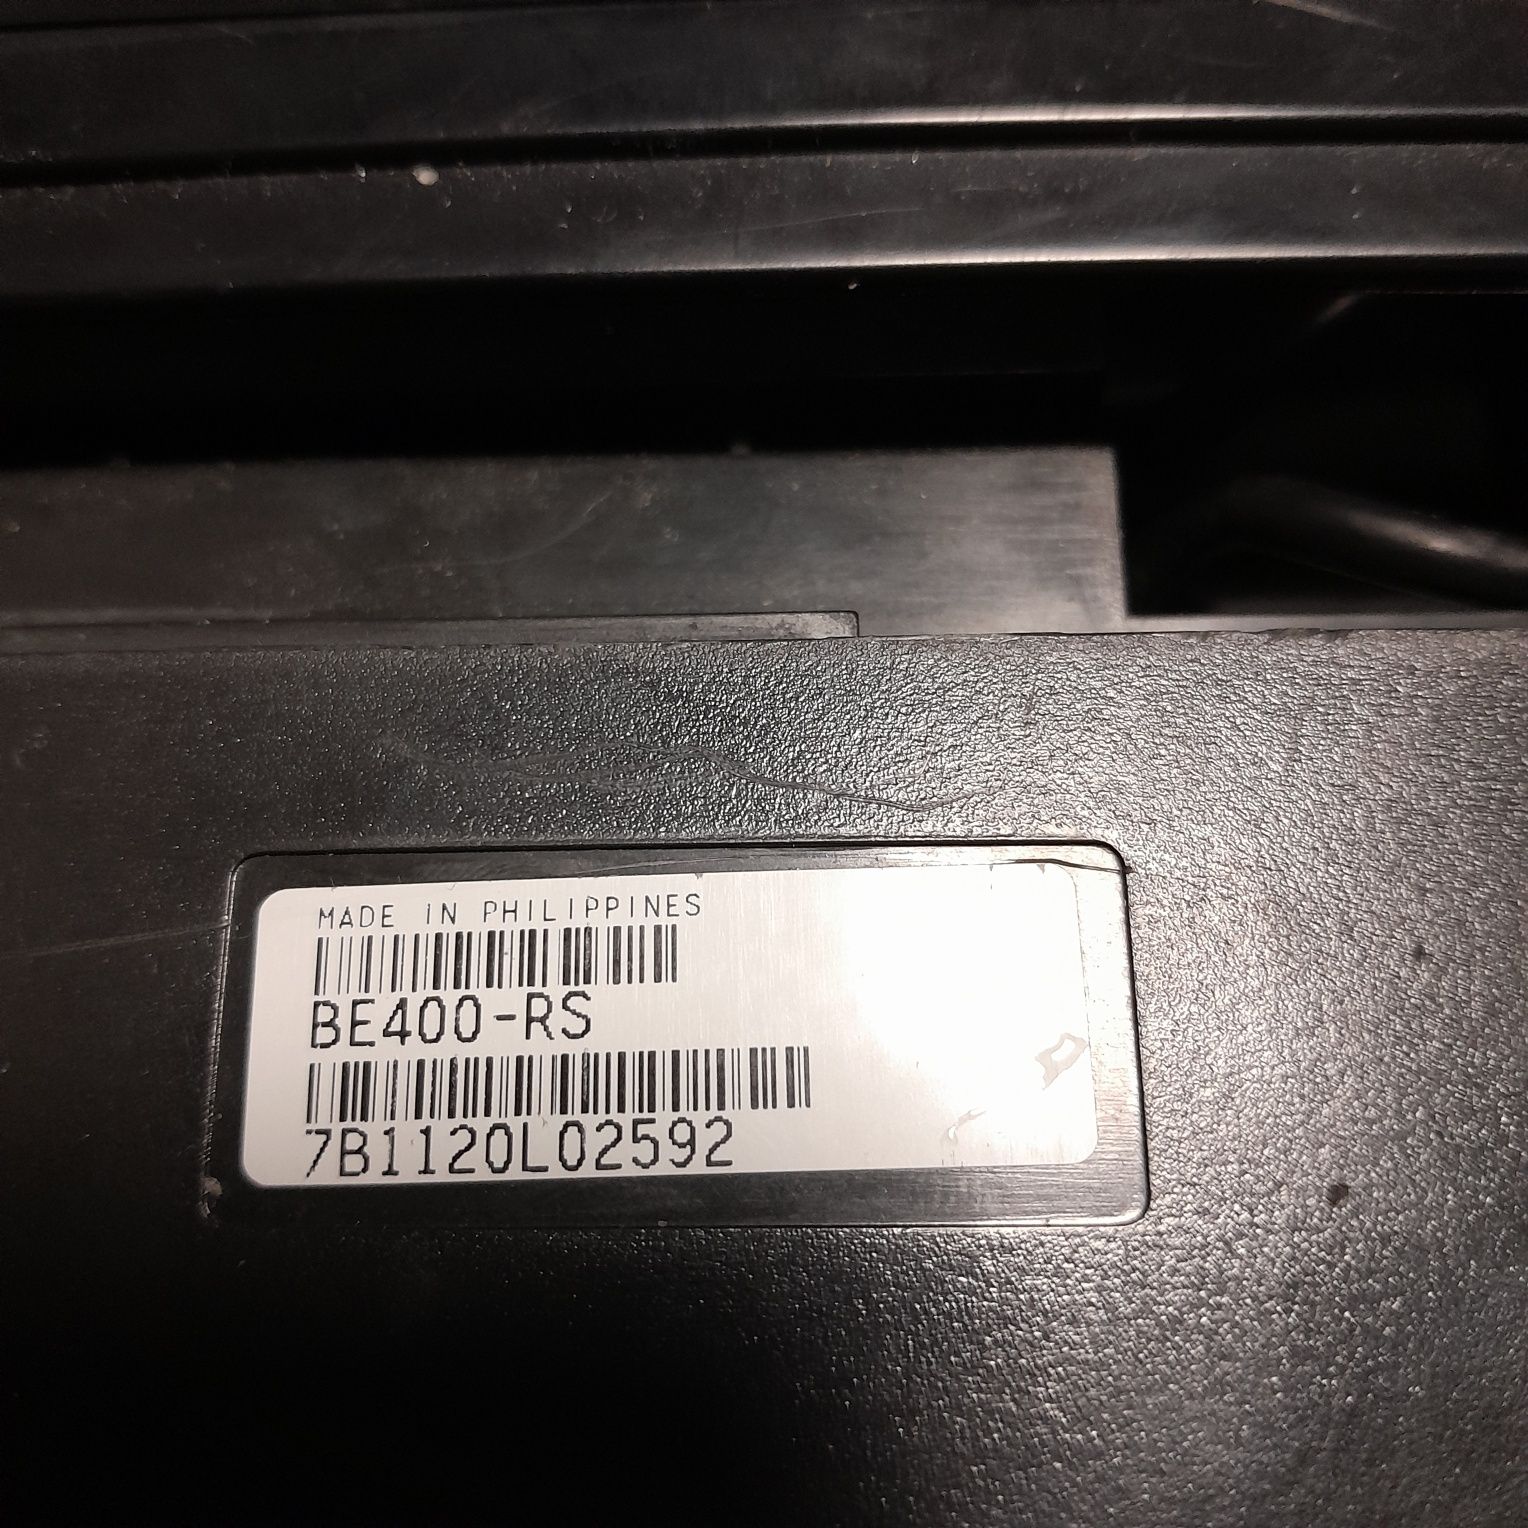 MADE IN PHILIPPINES
BE400-RS
7B1120L02592